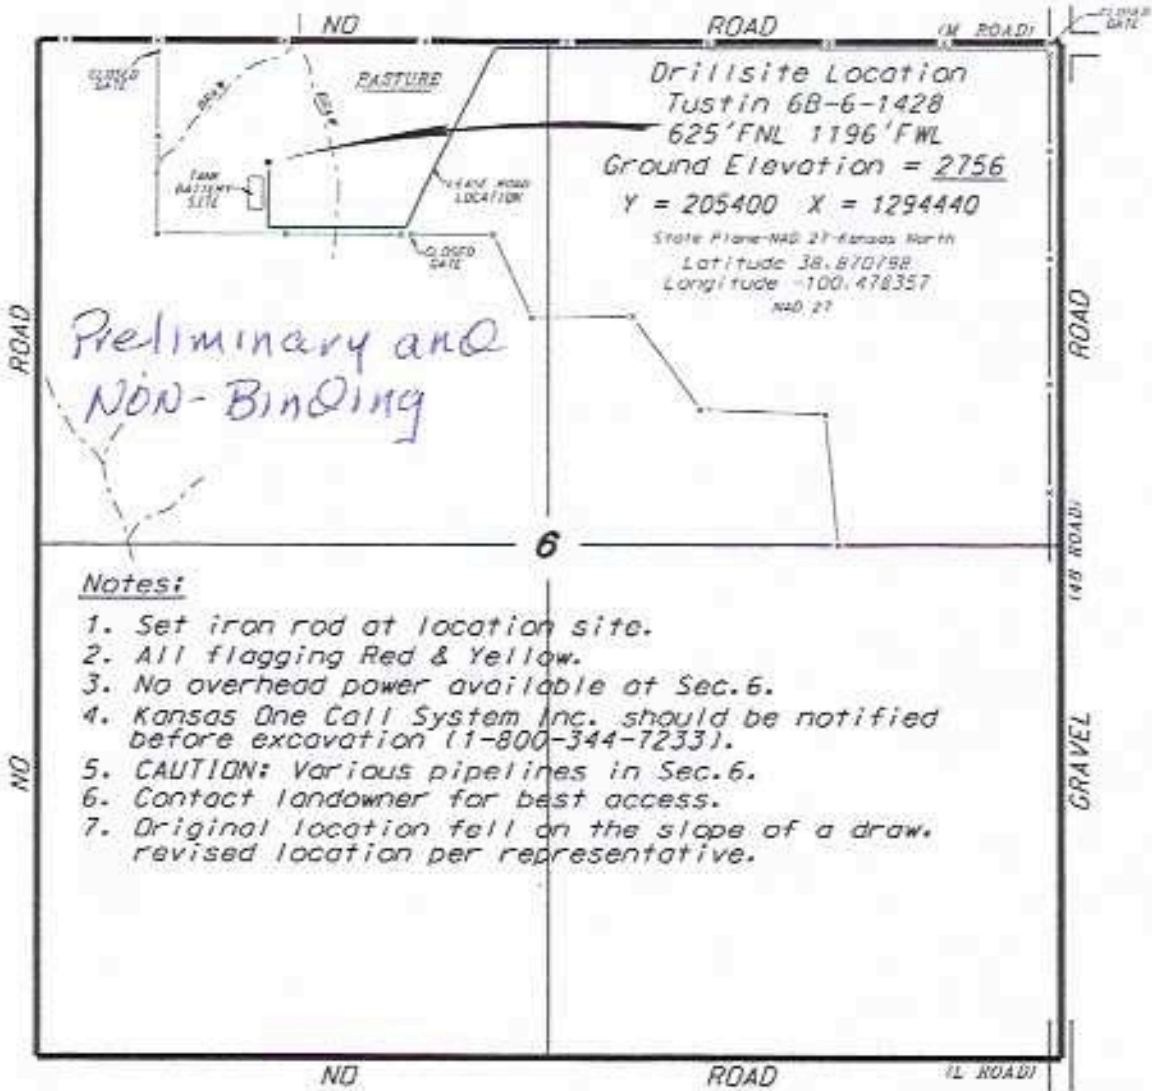 NO ROAD (M ROAD)
CLOSED GATE
CLOSED GATE
PASTURE
DRAW
DRAW
Drillsite Location
Tustin 6B-6-1428
625'FNL 1196'FWL
Ground Elevation = 2756
Y = 205400 X = 1294440
State Plane-NAD 27-Kansas North
Latitude 38.870798
Longitude -100.478357
NAD 27
TANK BATTERY SITE
LEASE ROAD LOCATION
CLOSED GATE
Preliminary and
Non-Binding
NO ROAD
6
GRAVEL (48 ROAD) ROAD
Notes:
1. Set iron rod at location site.
2. All flagging Red & Yellow.
3. No overhead power available at Sec.6.
4. Kansas One Call System Inc. should be notified
before excavation (1-800-344-7233).
5. CAUTION: Various pipelines in Sec.6.
6. Contact landowner for best access.
7. Original location fell on the slope of a draw.
revised location per representative.
NO ROAD (L ROAD)